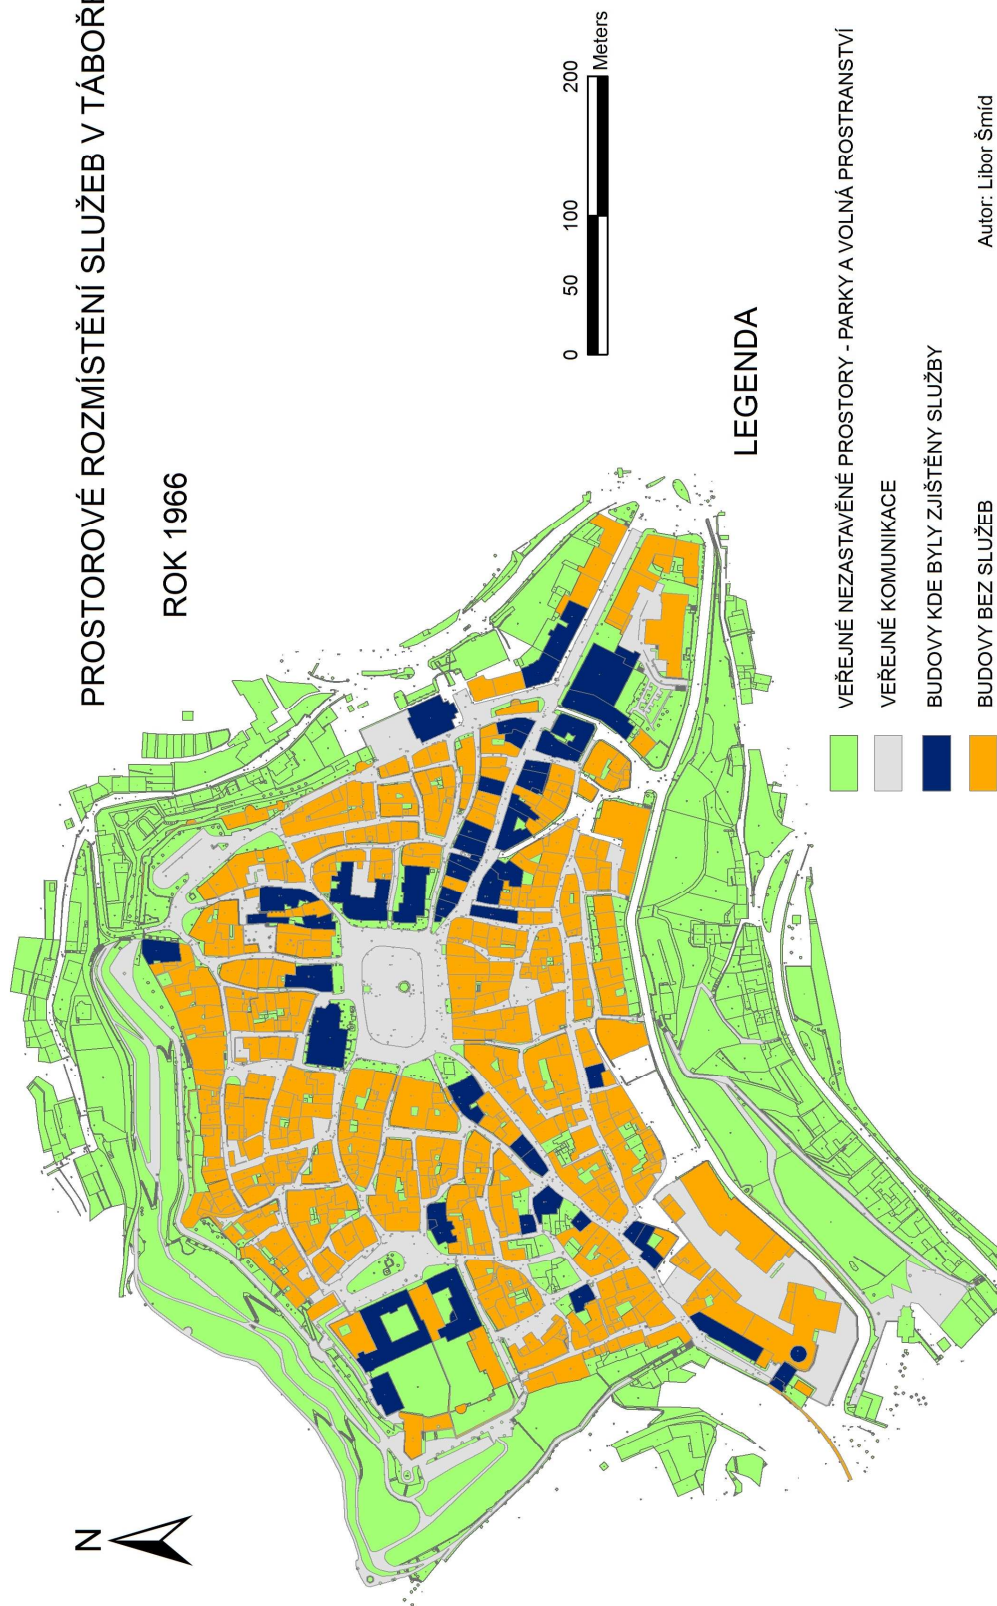 PROSTOROVÉ ROZMÍSTĚNÍ SLUŽEB V TÁBOŘE
ROK 1966
N
0 50 100 200
Meters
LEGENDA
VEŘEJNÉ NEZASTAVĚNÉ PROSTORY - PARKY A VOLNÁ PROSTRANSTVÍ
VEŘEJNÉ KOMUNIKACE
BUDOVY KDE BYLY ZJIŠTĚNY SLUŽBY
BUDOVY BEZ SLUŽEB
Autor: Libor Šmíd